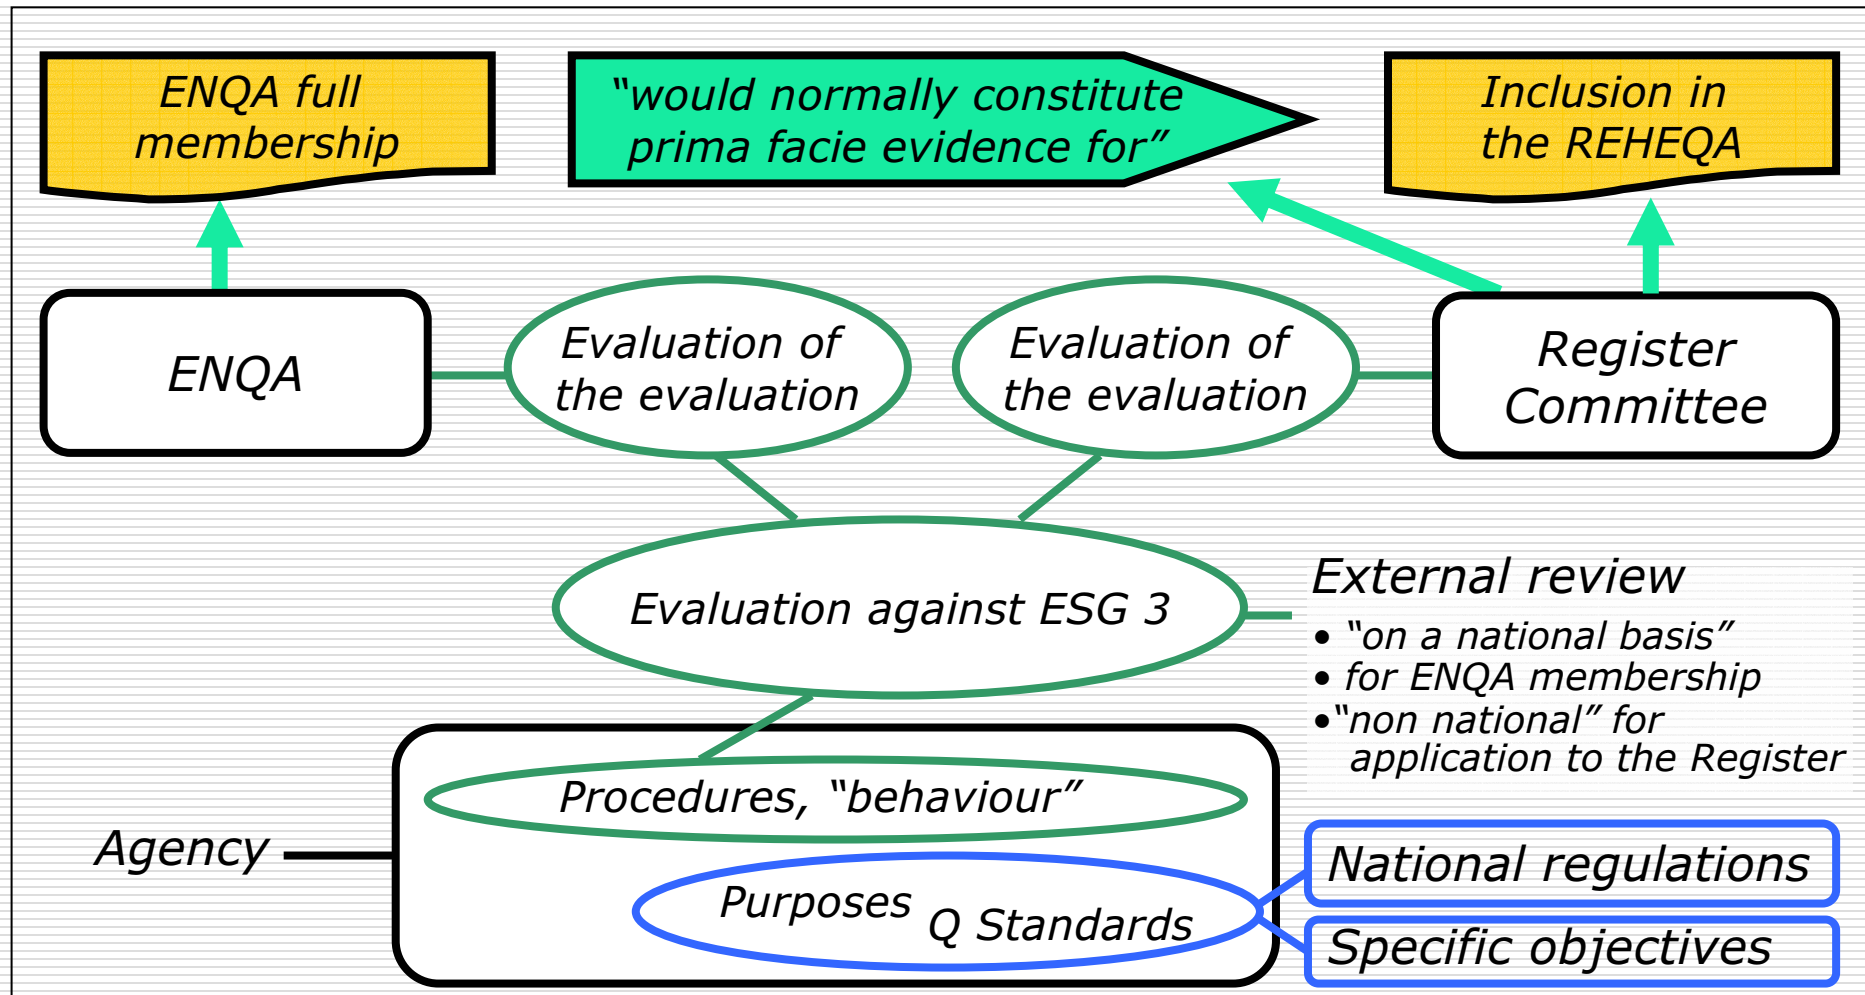 ENQA full
membership
“would normally constitute
prima facie evidence for”
Inclusion in
the REHEQA
ENQA
Evaluation of
the evaluation
Evaluation of
the evaluation
Register
Committee
Evaluation against ESG 3
External review
• “on a national basis”
• for ENQA membership
•“non national” for
application to the Register
Procedures, “behaviour”
Agency
Purposes
Q Standards
National regulations
Specific objectives